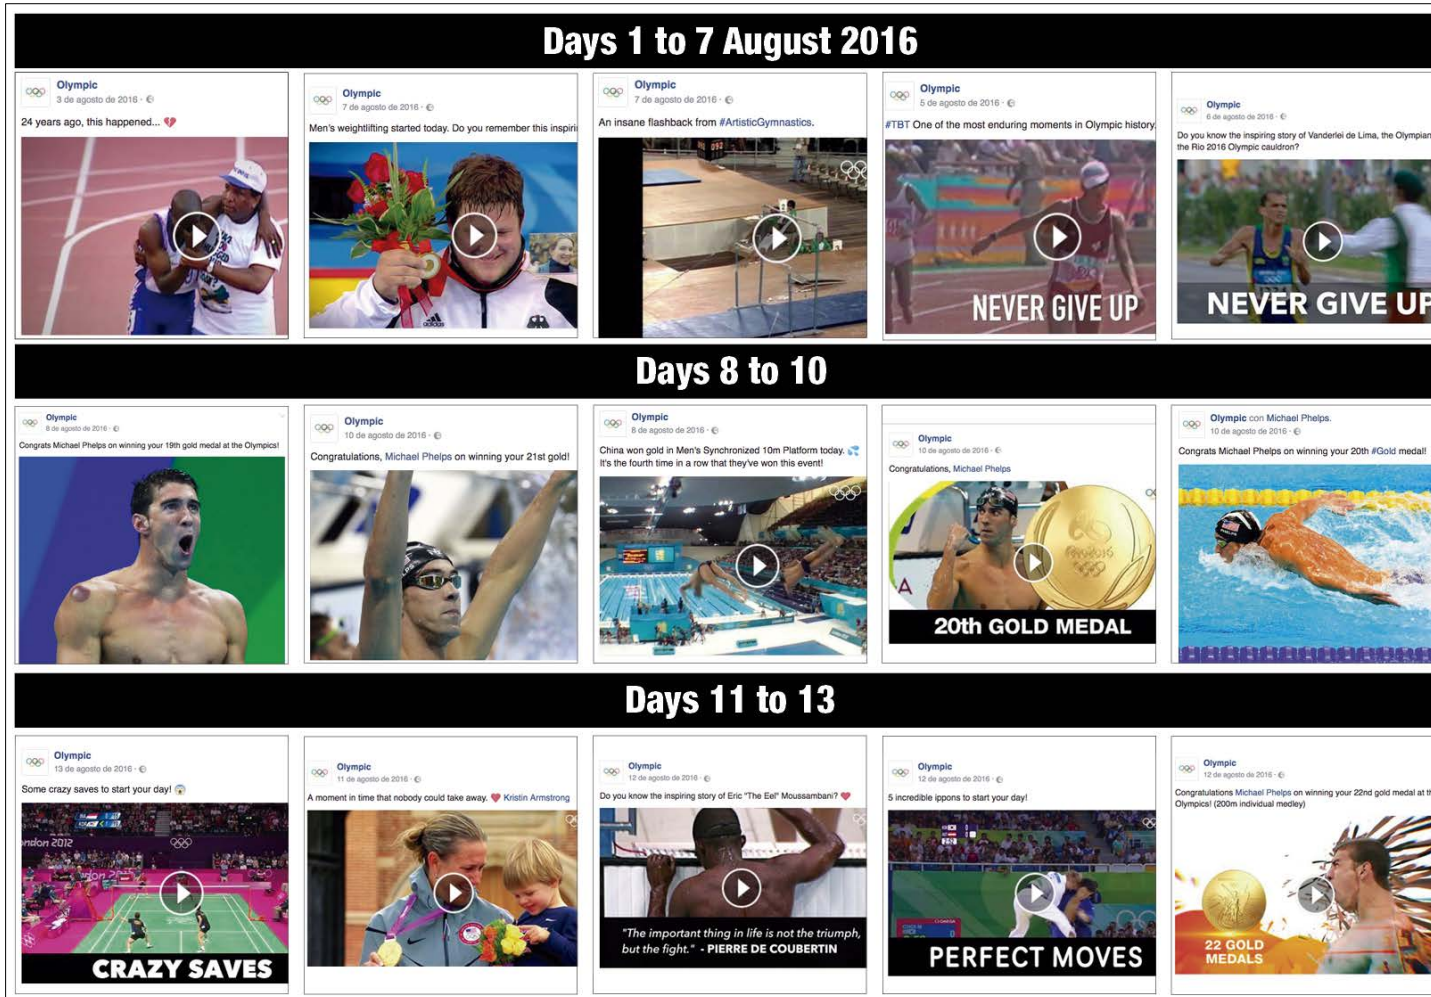 Days 1 to 7 August 2016
Olympic
3 de agosto de 2016
24 years ago, this happened...
Olympic
7 de agosto de 2016
Men's weightlifting started today. Do you remember this inspiri
adidas
Olympic
7 de agosto de 2016
An insane flashback from #ArtisticGymnastics.
Olympic
5 de agosto de 2016
#TBT One of the most enduring moments in Olympic history.
NEVER GIVE UP
Olympic
6 de agosto de 2016
Do you know the inspiring story of Vanderlei de Lima, the Olympian
the Rio 2016 Olympic cauldron?
NEVER GIVE UP
Days 8 to 10
Olympic
8 de agosto de 2016
Congrats Michael Phelps on winning your 19th gold medal at the Olympics!
Olympic
10 de agosto de 2016
Congratulations, Michael Phelps on winning your 21st gold!
Olympic
8 de agosto de 2016
China won gold in Men's Synchronized 10m Platform today.
It's the fourth time in a row that they've won this event!
Olympic
10 de agosto de 2016
Congratulations, Michael Phelps
20th GOLD MEDAL
Olympic con Michael Phelps.
10 de agosto de 2016
Congrats Michael Phelps on winning your 20th #Gold medal!
Days 11 to 13
Olympic
13 de agosto de 2016
Some crazy saves to start your day!
london 2012
CRAZY SAVES
Olympic
11 de agosto de 2016
A moment in time that nobody could take away. Kristin Armstrong
Olympic
12 de agosto de 2016
Do you know the inspiring story of Eric "The Eel" Moussambani?
"The important thing in life is not the triumph,
but the fight." - PIERRE DE COUBERTIN
Olympic
12 de agosto de 2016
5 incredible ippons to start your day!
PERFECT MOVES
Olympic
12 de agosto de 2016
Congratulations Michael Phelps on winning your 22nd gold medal at th
Olympics! (200m individual medley)
22 GOLD
MEDALS